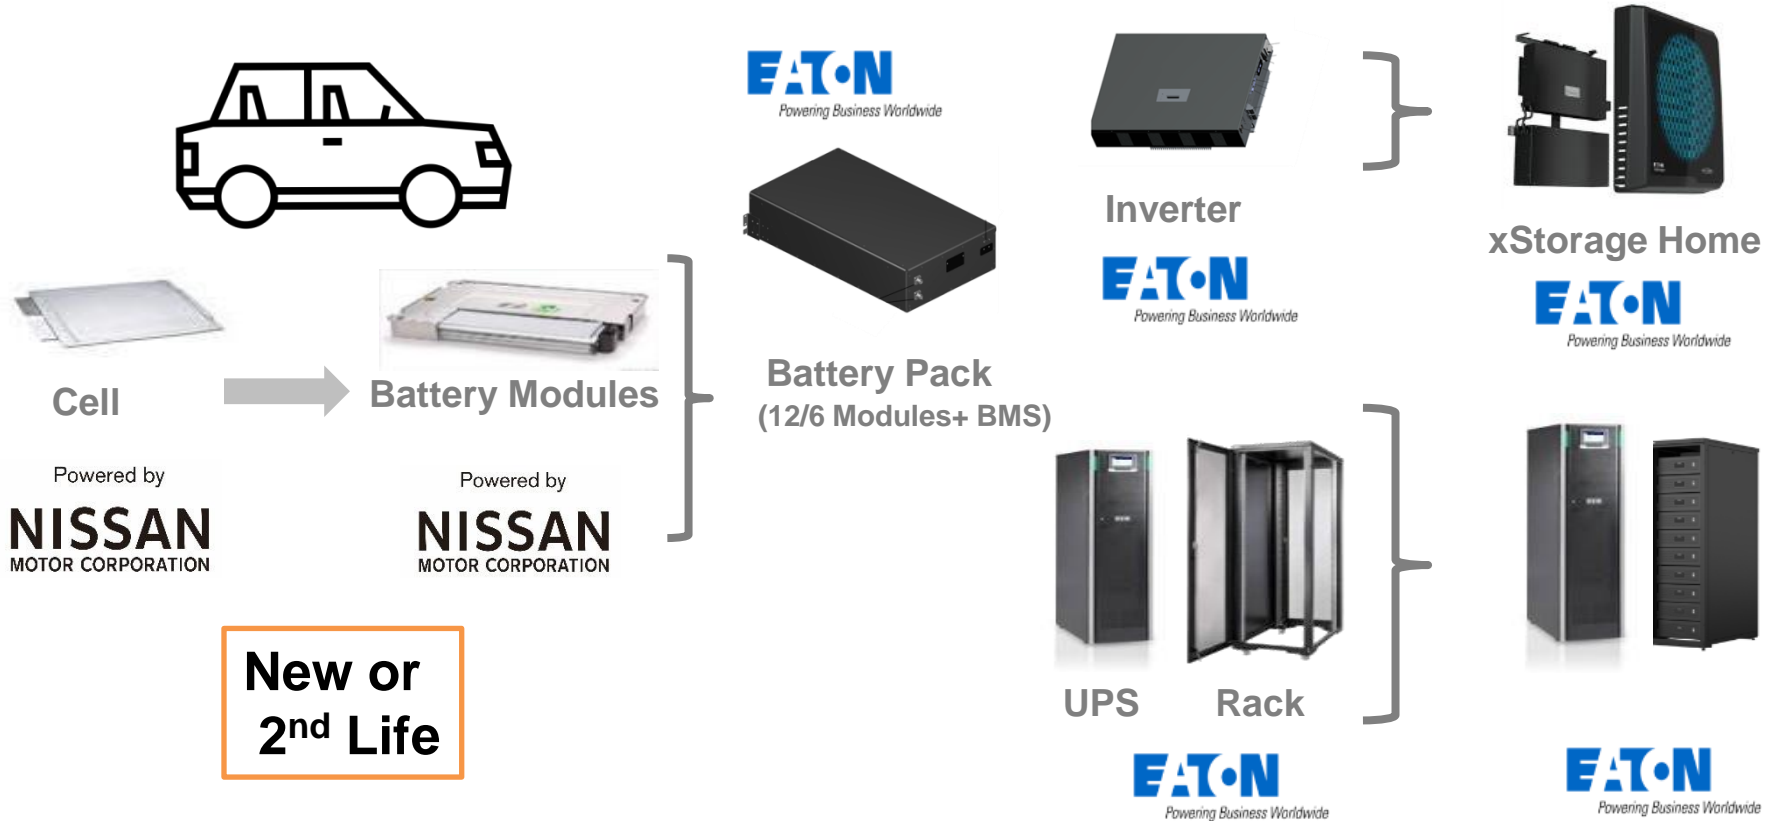 EATON
Powering Business Worldwide
Inverter
EATON
Powering Business Worldwide
xStorage Home
EATON
Powering Business Worldwide
Cell
Battery Modules
Battery Pack
(12/6 Modules+ BMS)
Powered by
NISSAN
MOTOR CORPORATION
Powered by
NISSAN
MOTOR CORPORATION
New or
2nd Life
UPS
Rack
EATON
Powering Business Worldwide
EATON
Powering Business Worldwide